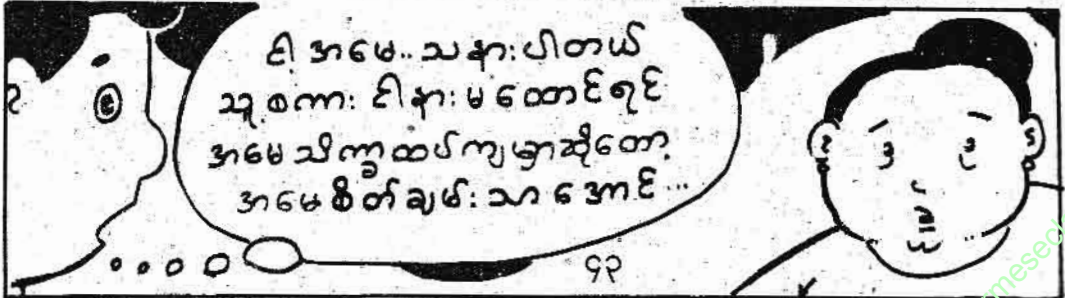 ငါ့ အမေ..သနားပါတယ်
သူ့ စကား ငါနားမထောင်ရင်
အမေ သိက္ခာထပ်ကျမှာဆိုတော့
အမေစိတ်ချမ်းသာအောင်...
၄၃